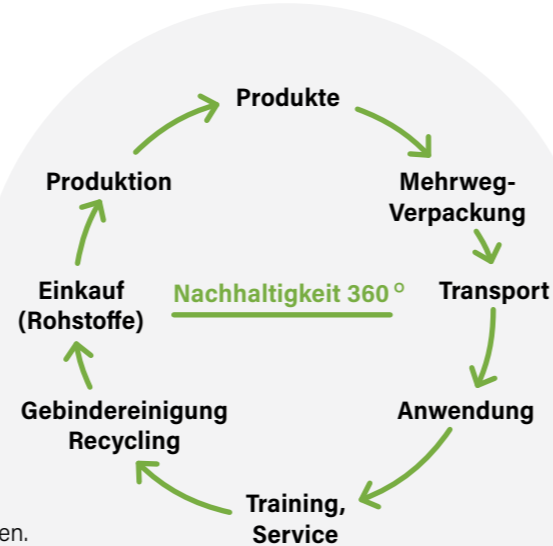 Produkte
Mehrweg-
Verpackung
Transport
Anwendung
Training,
Service
Gebindereinigung
Recycling
Einkauf
(Rohstoffe)
Produktion
Nachhaltigkeit 360°
en.